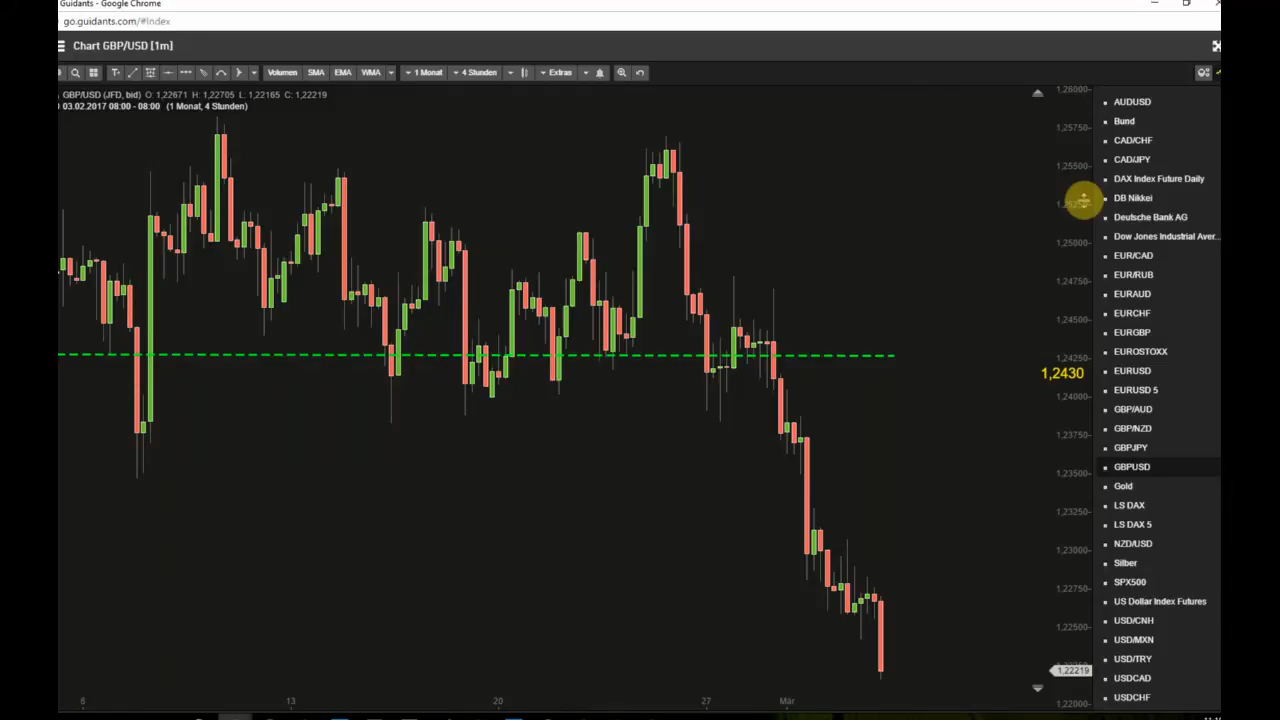 Guidants - Google Chrome
go.guidants.com/#Index
Chart GBP/USD [1m]
Volumen SMA EMA WMA 1 Monat 4 Stunden Extras
GBP/USD (JFD, bid) O: 1,22671 H: 1,22705 L: 1,22165 C: 1,22219
03.02.2017 08:00 - 08:00 (1 Monat, 4 Stunden)
1,26000
1,25750
1,25500
1,25000
1,24750
1,24500
1,24250
1,2430
1,24000
1,23750
1,23500
1,23250
1,23000
1,22750
1,22500
1,22219
1,22000
6 13 20 27 Mär
AUDUSD
Bund
CAD/CHF
CAD/JPY
DAX Index Future Daily
DB Nikkei
Deutsche Bank AG
Dow Jones Industrial Aver...
EUR/CAD
EUR/RUB
EURAUD
EURCHF
EURGBP
EUROSTOXX
EURUSD
EURUSD 5
GBP/AUD
GBP/NZD
GBPJPY
GBPUSD
Gold
LS DAX
LS DAX 5
NZD/USD
Silber
SPX500
US Dollar Index Futures
USD/CNH
USD/MXN
USD/TRY
USDCAD
USDCHF